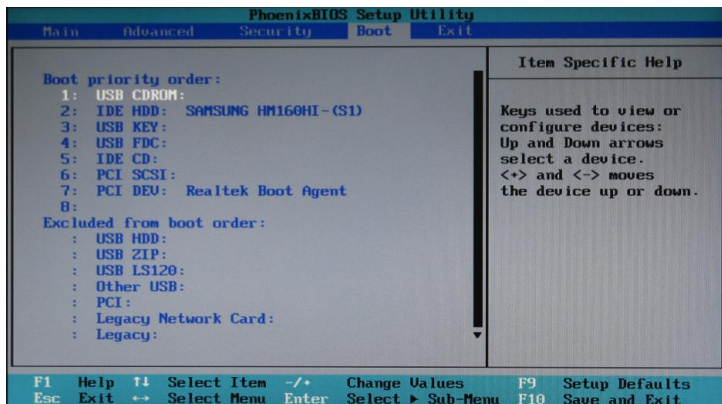 PhoenixBIOS Setup Utility
Main Advanced Security Boot Exit
Item Specific Help
Boot priority order:
1: USB CDROM:
2: IDE HDD: SAMSUNG HM160HI-(S1)
3: USB KEY:
4: USB FDC:
5: IDE CD:
6: PCI SCSI:
7: PCI DEV: Realtek Boot Agent
8:
Excluded from boot order:
: USB HDD:
: USB ZIP:
: USB LS120:
: Other USB:
: PCI:
: Legacy Network Card:
: Legacy:
Keys used to view or
configure devices:
Up and Down arrows
select a device.
<+> and <-> moves
the device up or down.
F1 Help ↑↓ Select Item -/+ Change Values F9 Setup Defaults
Esc Exit ↔ Select Menu Enter Select ▶ Sub-Menu F10 Save and Exit